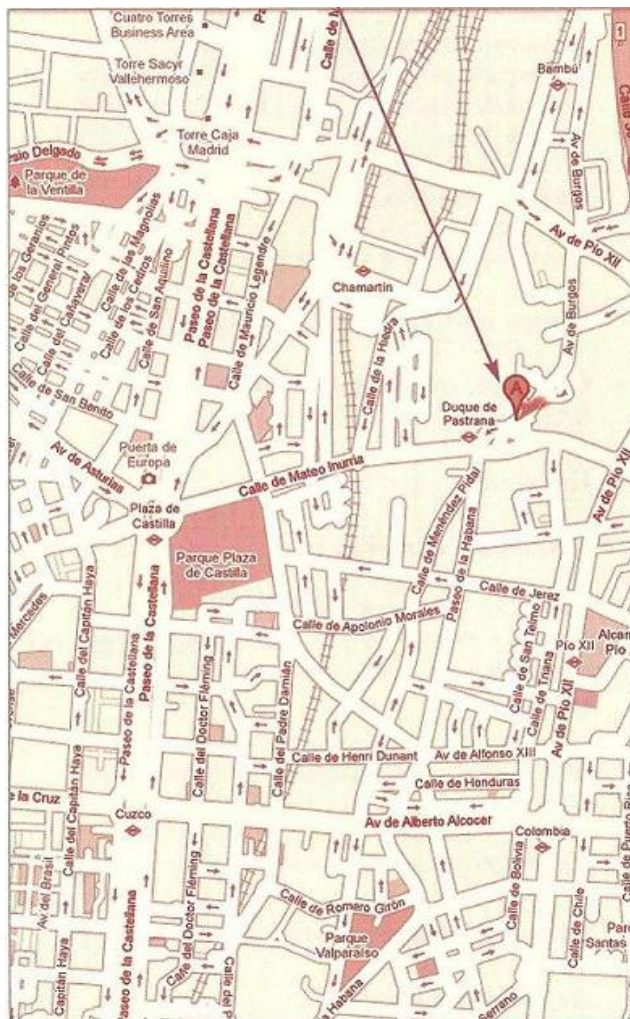 Cuatro Torres
Business Area
Calle de M
1
Torre Sacyr
Vallehermoso
Bambú
Torre Caja
Madrid
Av de Burgos
Parque de
la Ventilla
Av de Pío XII
Calle de las Magnolias
Paseo de la Castellana
Paseo de la Castellana
Calle de Mauricio Legendre
Chamartín
Calle de la Hiedra
Av de Burgos
Calle del General Pintos
Calle del Cañaveral
Calle de los Cedros
Calle de San Aquilino
Calle de San Benito
A
Duque de
Pastrana
Av de Asturias
Puerta de
Europa
Calle de Mateo Inurria
Av de Pío XII
Plaza de
Castilla
Calle de Menéndez Pidal
Paseo de la Habana
Parque Plaza
de Castilla
Calle de Jerez
Calle del Capitán Haya
Paseo de la Castellana
Calle de Apolonio Morales
Calle de San Telmo
Pío XII
Calle de Triana
Av de Pío XII
Paseo de la Castellana
Calle del Doctor Fléming
Calle del Padre Damián
Calle de Henri Dunant
Av de Alfonso XIII
Calle del Capitán Haya
Calle de Honduras
e la Cruz
Cuzco
Av de Alberto Alcocer
Colombia
Calle de Puerto Rico
Av del Brasil
Calle de Bolivia
Calle de Romero Girón
Calle de Chile
Parque
Valparaíso
Santas
Capitán Haya
Paseo de la Castellana
Calle del Doctor Fléming
Calle del P
Habana
Serrano